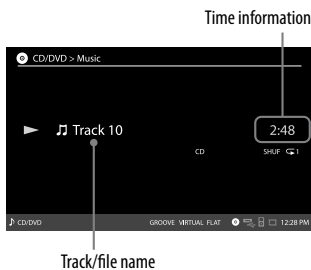 Time information
CD/DVD > Music
Track 10
2:48
CD SHUF 1
CD/DVD GROOVE VIRTUAL FLAT 12:28 PM
Track/file name